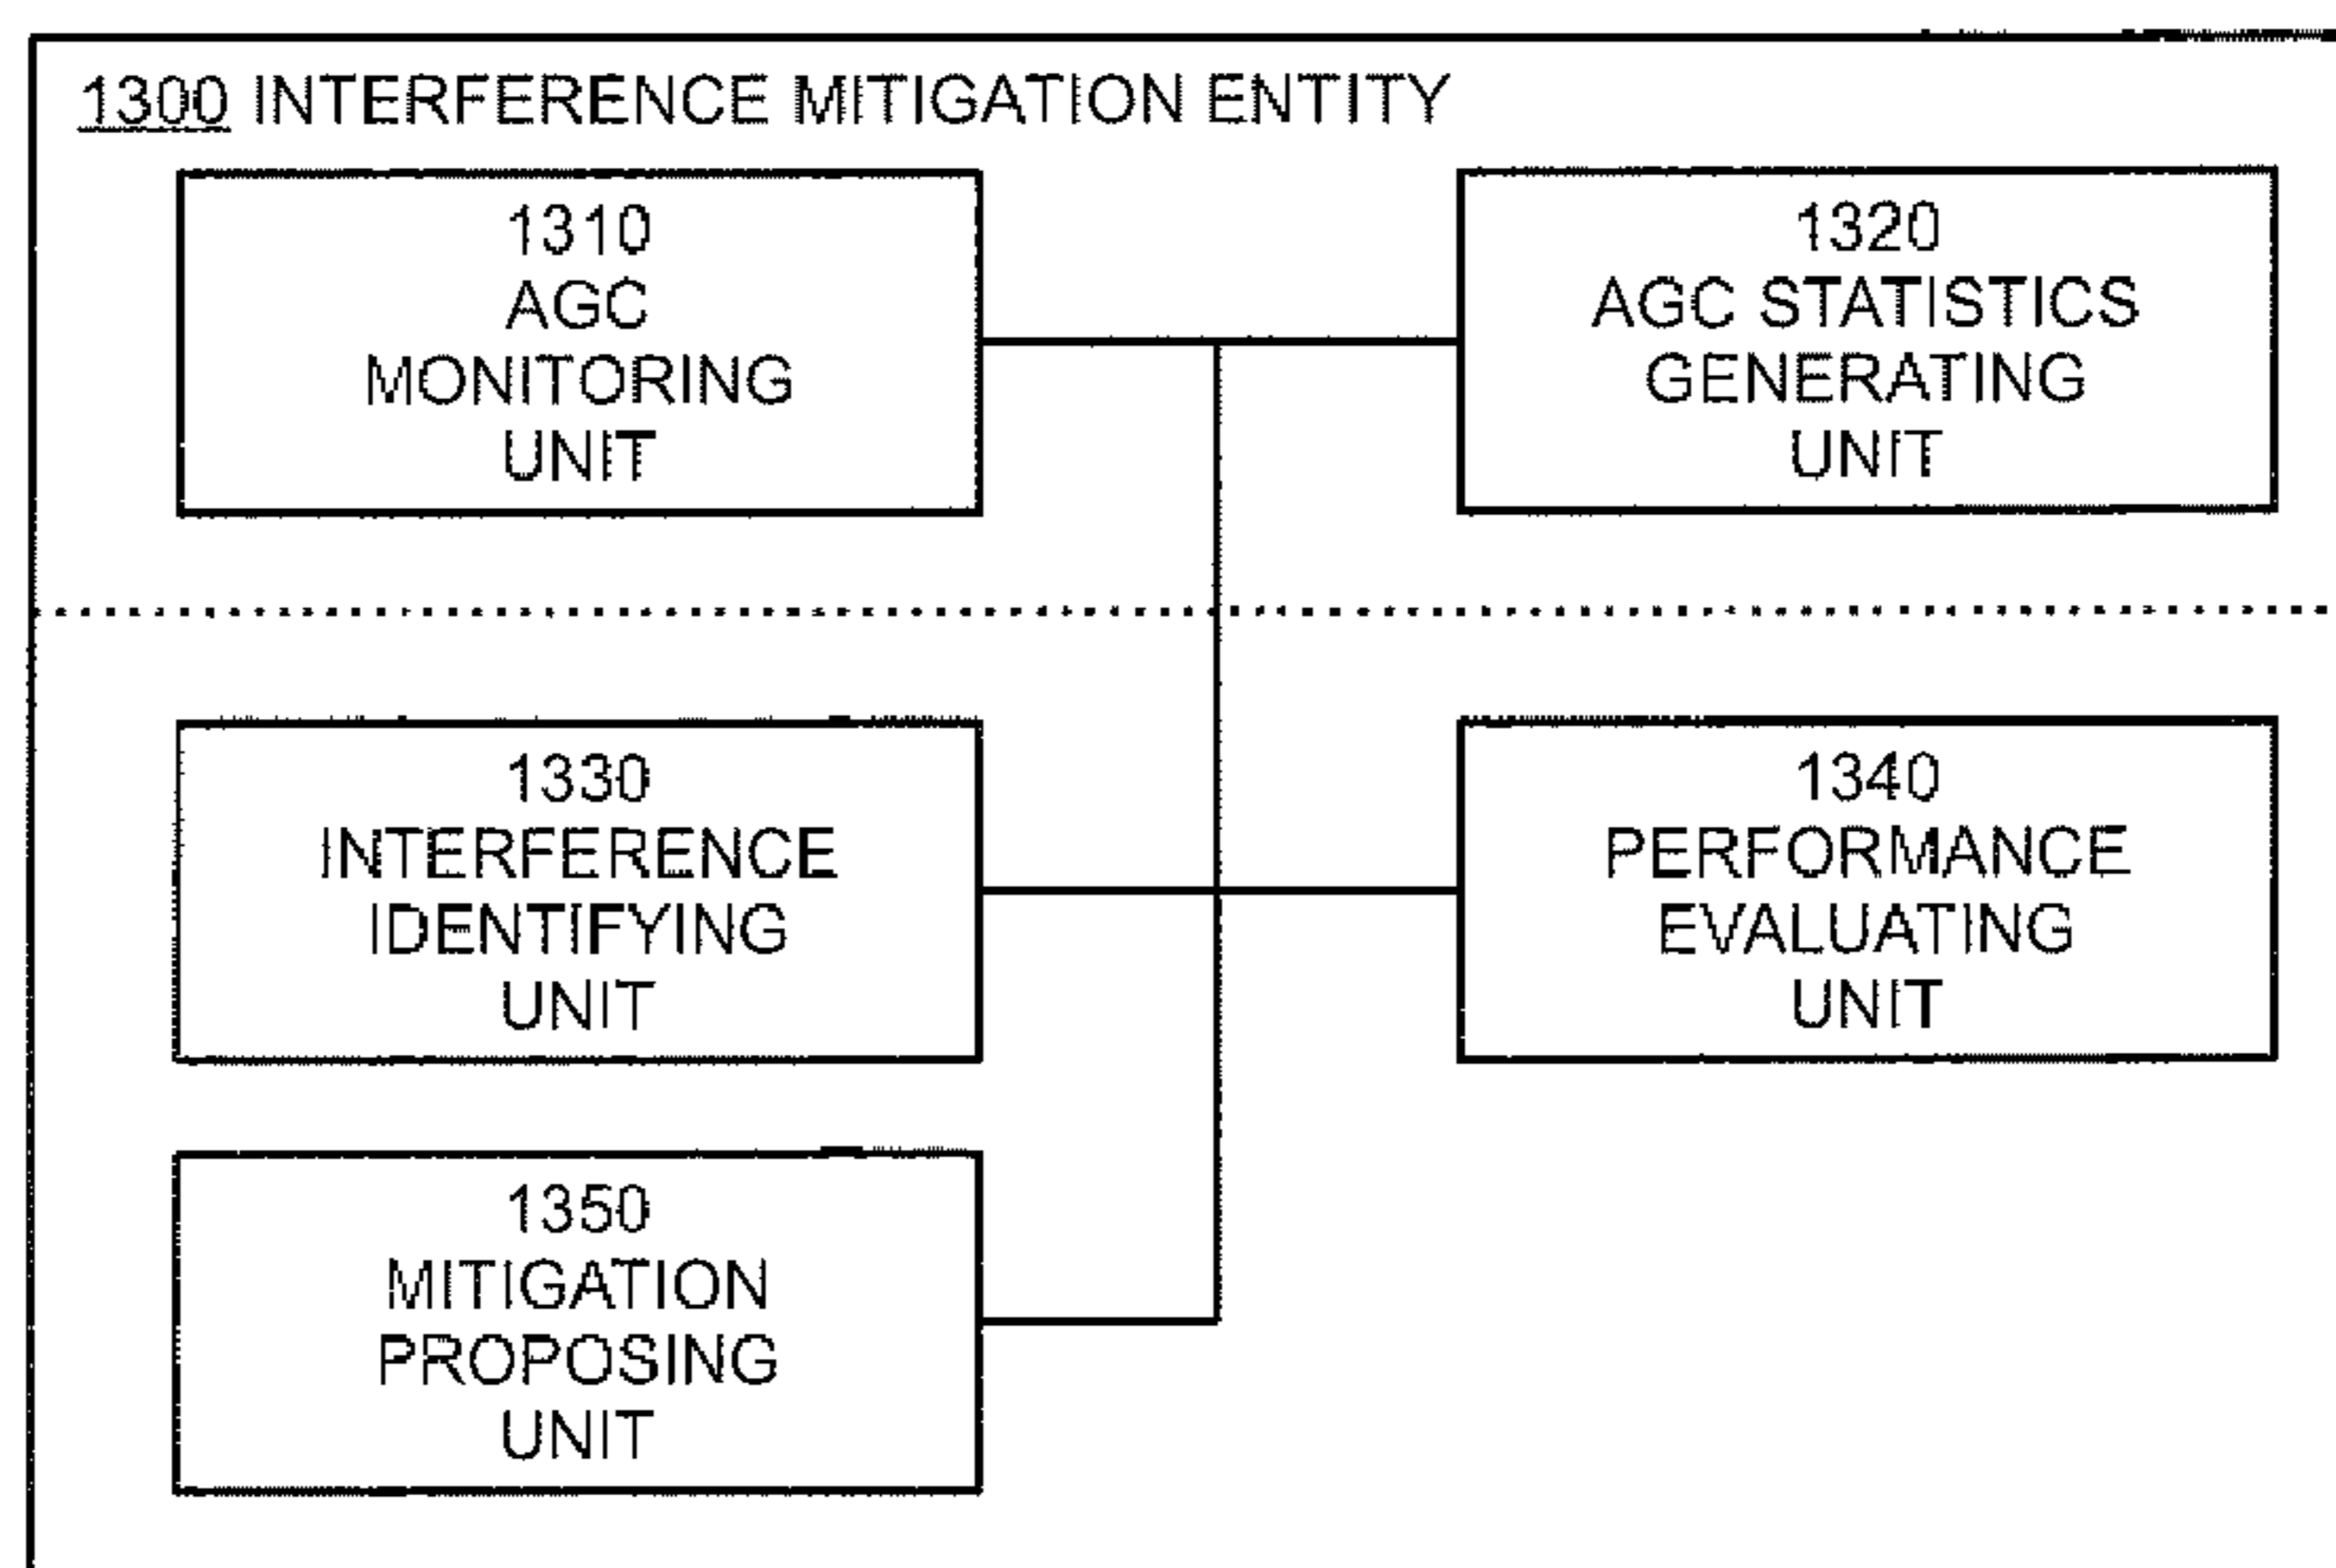 1300 INTERFERENCE MITIGATION ENTITY
1310
AGC
MONITORING
UNIT
1320
AGC STATISTICS
GENERATING
UNIT
1330
INTERFERENCE
IDENTIFYING
UNIT
1340
PERFORMANCE
EVALUATING
UNIT
1350
MITIGATION
PROPOSING
UNIT